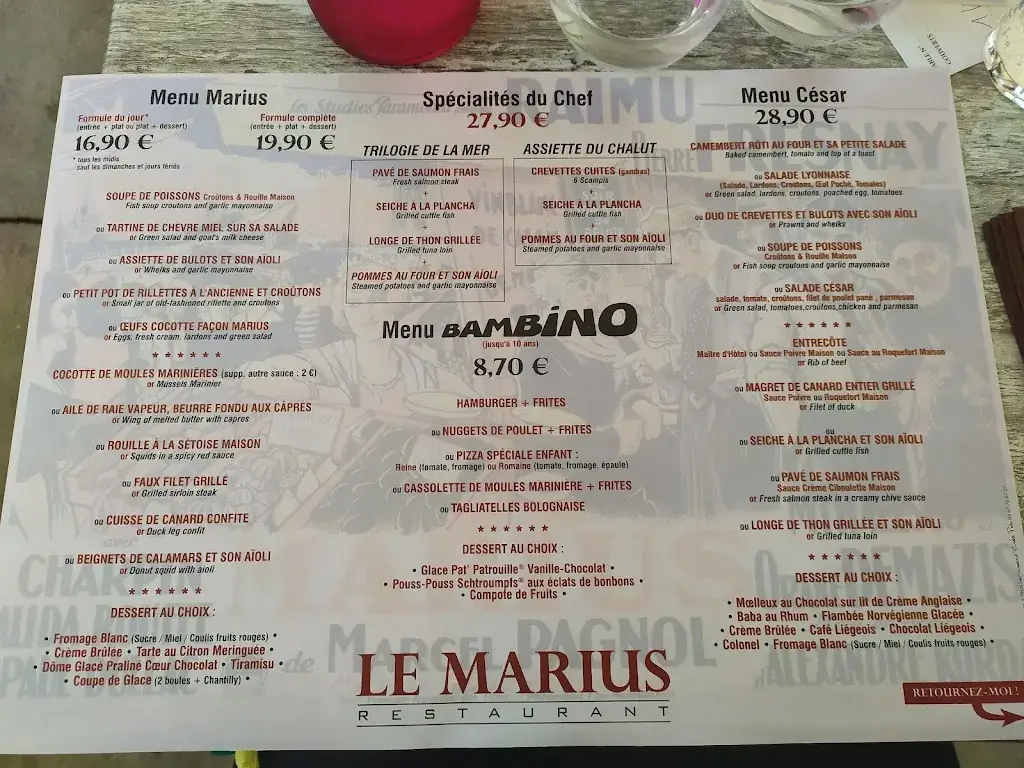 Menu Marius
Formule du jour*
(entrée + plat ou plat + dessert)
16,90 €
* tous les midis
sauf les dimanches et jours fériés
Formule complète
(entrée + plat + dessert)
19,90 €
SOUPE DE POISSONS Croûtons & Rouille Maison
Fish soup croutons and garlic mayonnaise
ou TARTINE DE CHEVRE MIEL SUR SA SALADE
or Green salad and goat's milk cheese
ou ASSIETTE DE BULOTS ET SON AÏOLI
or Whelks and garlic mayonnaise
ou PETIT POT DE RILLETTES À L'ANCIENNE ET CROÛTONS
or Small jar of old-fashioned rillette and croutons
ou ŒUFS COCOTTE FAÇON MARIUS
or Eggs, fresh cream, lardons and green salad
* * * * * *
COCOTTE DE MOULES MARINIÈRES (supp. autre sauce : 2 €)
or Mussels Marinier
ou AILE DE RAIE VAPEUR, BEURRE FONDU AUX CÂPRES
or Wing of melted butter with capres
ou ROUILLE À LA SÉTOISE MAISON
or Squids in a spicy red sauce
ou FAUX FILET GRILLÉ
or Grilled sirloin steak
ou CUISSE DE CANARD CONFITE
or Duck leg confit
ou BEIGNETS DE CALAMARS ET SON AÏOLI
or Donut squid with aioli
* * * * * *
DESSERT AU CHOIX :
• Fromage Blanc (Sucre / Miel / Coulis fruits rouges) •
• Crème Brûlée • Tarte au Citron Meringuée •
• Dôme Glacé Praliné Cœur Chocolat • Tiramisu •
• Coupe de Glace (2 boules + Chantilly) •
Spécialités du Chef
27,90 €
TRILOGIE DE LA MER
PAVÉ DE SAUMON FRAIS
Fresh salmon steak
+
SEICHE À LA PLANCHA
Grilled cuttle fish
+
LONGE DE THON GRILLÉE
Grilled tuna loin
+
POMMES AU FOUR ET SON AÏOLI
Steamed potatoes and garlic mayonnaise
ASSIETTE DU CHALUT
CREVETTES CUITES (gambas)
6 Scampis
+
SEICHE À LA PLANCHA
Grilled cuttle fish
+
POMMES AU FOUR ET SON AÏOLI
Steamed potatoes and garlic mayonnaise
Menu BAMBiNO
(jusqu'à 10 ans)
8,70 €
HAMBURGER + FRITES
ou NUGGETS DE POULET + FRITES
ou PIZZA SPÉCIALE ENFANT :
Reine (tomate, fromage) ou Romaine (tomate, fromage, épaule)
ou CASSOLETTE DE MOULES MARINIÈRE + FRITES
ou TAGLIATELLES BOLOGNAISE
* * * * * *
DESSERT AU CHOIX :
• Glace Pat' Patrouille® Vanille-Chocolat •
• Pouss-Pouss Schtroumpfs® aux éclats de bonbons •
• Compote de Fruits •
Menu César
28,90 €
CAMEMBERT RÔTI AU FOUR ET SA PETITE SALADE
Baked camembert, tomato and top of a toast
ou SALADE LYONNAISE
(Salade, Lardons, Croûtons, Œuf Poché, Tomates)
or Green salad, lardons, croutons, poached egg, tomatoes
ou DUO DE CREVETTES ET BULOTS AVEC SON AÏOLI
or Prawns and whelks
ou SOUPE DE POISSONS
Croûtons & Rouille Maison
or Fish soup croutons and garlic mayonnaise
ou SALADE CÉSAR
salade, tomate, croûtons, filet de poulet pané, parmesan
or Green salad, tomatoes,croutons,chicken and parmesan
* * * * * *
ENTRECÔTE
Maître d'Hôtel ou Sauce Poivre Maison ou Sauce au Roquefort Maison
or Rib of beef
ou MAGRET DE CANARD ENTIER GRILLÉ
Sauce Poivre ou Roquefort Maison
or Filet of duck
ou
ou SEICHE À LA PLANCHA ET SON AÏOLI
or Grilled cuttle fish
ou PAVÉ DE SAUMON FRAIS
Sauce Crème Ciboulette Maison
or Fresh salmon steak in a creamy chive sauce
ou LONGE DE THON GRILLÉE ET SON AÏOLI
or Grilled tuna loin
* * * * * *
DESSERT AU CHOIX :
• Mœlleux au Chocolat sur lit de Crème Anglaise •
• Baba au Rhum • Flambée Norvégienne Glacée •
• Crème Brûlée • Café Liégeois • Chocolat Liégeois •
• Colonel • Fromage Blanc (Sucre / Miel / Coulis fruits rouges) •
LE MARIUS
RESTAURANT
RETOURNEZ-MOI !
RAIMU
FRESNAY
MARIUS
de MARCEL PAGNOL
COUVERTS